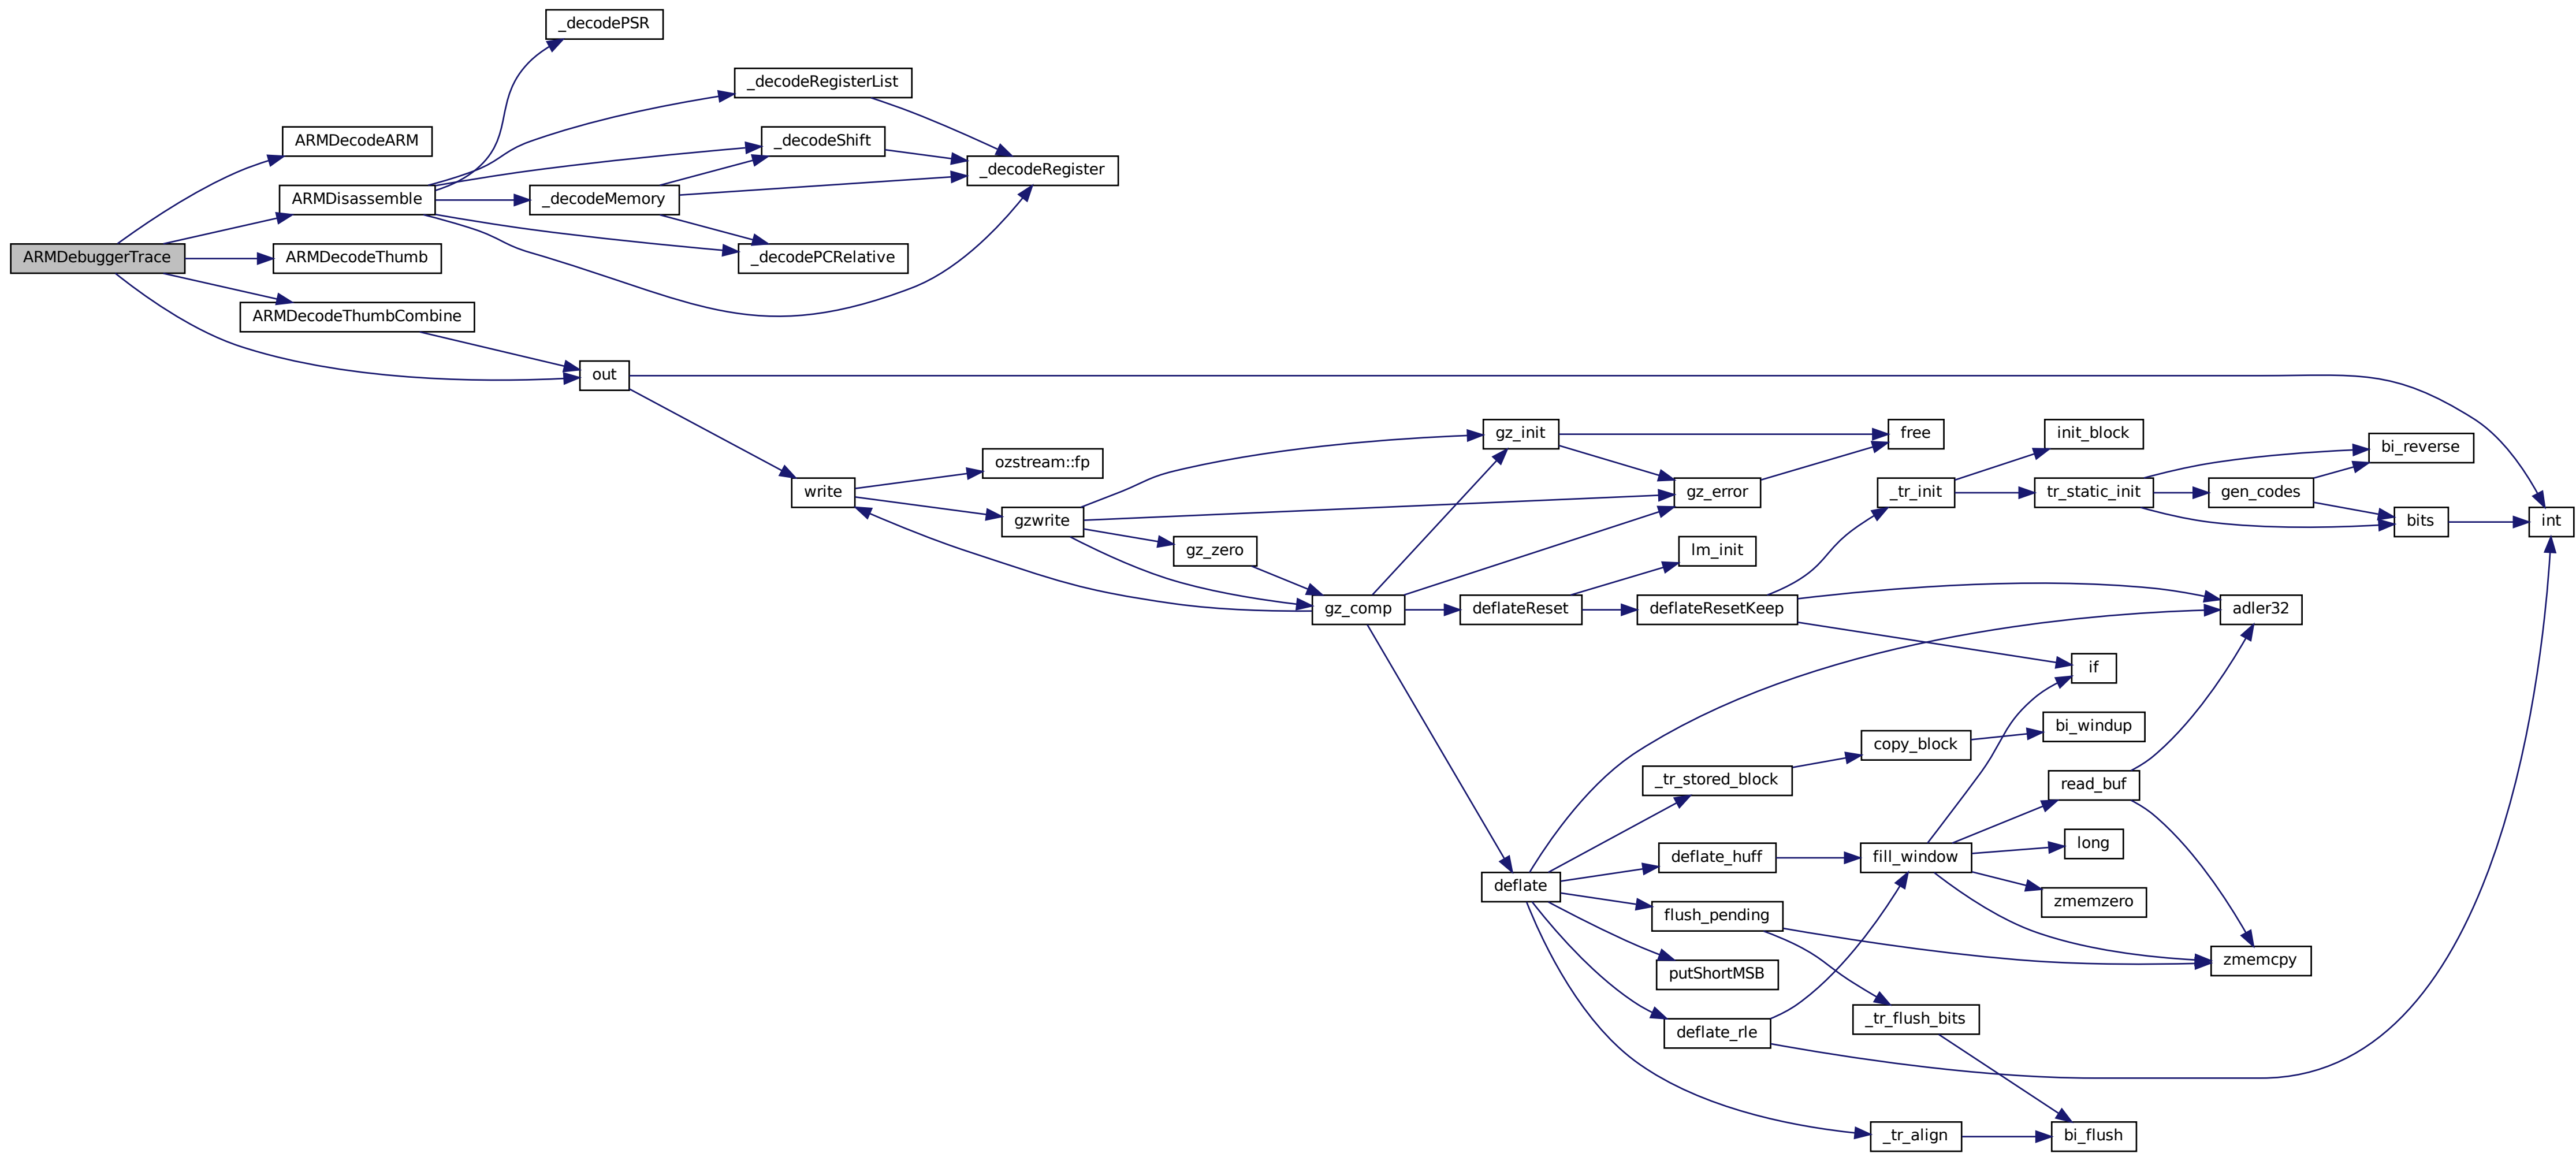 _decodePSR
_decodeRegisterList
ARMDecodeARM
_decodeShift
_decodeRegister
ARMDisassemble
_decodeMemory
ARMDebuggerTrace
ARMDecodeThumb
_decodePCRelative
ARMDecodeThumbCombine
out
gz_init
free
init_block
bi_reverse
ozstream::fp
write
gz_error
_tr_init
tr_static_init
gen_codes
gzwrite
bits
int
gz_zero
lm_init
gz_comp
deflateReset
deflateResetKeep
adler32
if
bi_windup
copy_block
_tr_stored_block
read_buf
long
deflate_huff
fill_window
deflate
zmemzero
flush_pending
zmemcpy
putShortMSB
_tr_flush_bits
deflate_rle
_tr_align
bi_flush